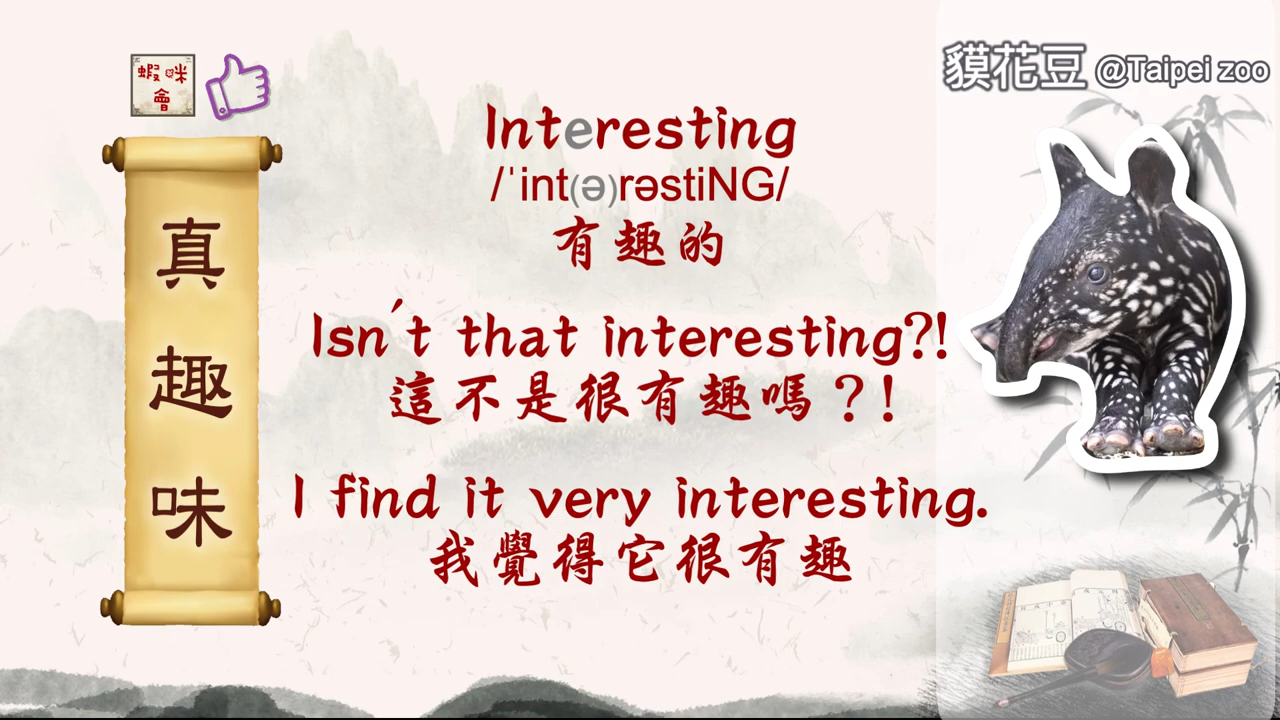 蝦咪
會
真趣味
Interesting
/ˈint(ə)rəstiNG/
有趣的
Isn't that interesting?!
這不是很有趣嗎？!
I find it very interesting.
我覺得它很有趣
貘花豆 @Taipei zoo